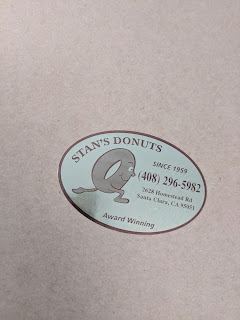 STAN'S DONUTS
SINCE 1959
(408) 296-5982
2628 Homestead Rd
Santa Clara, CA 95051
Award Winning